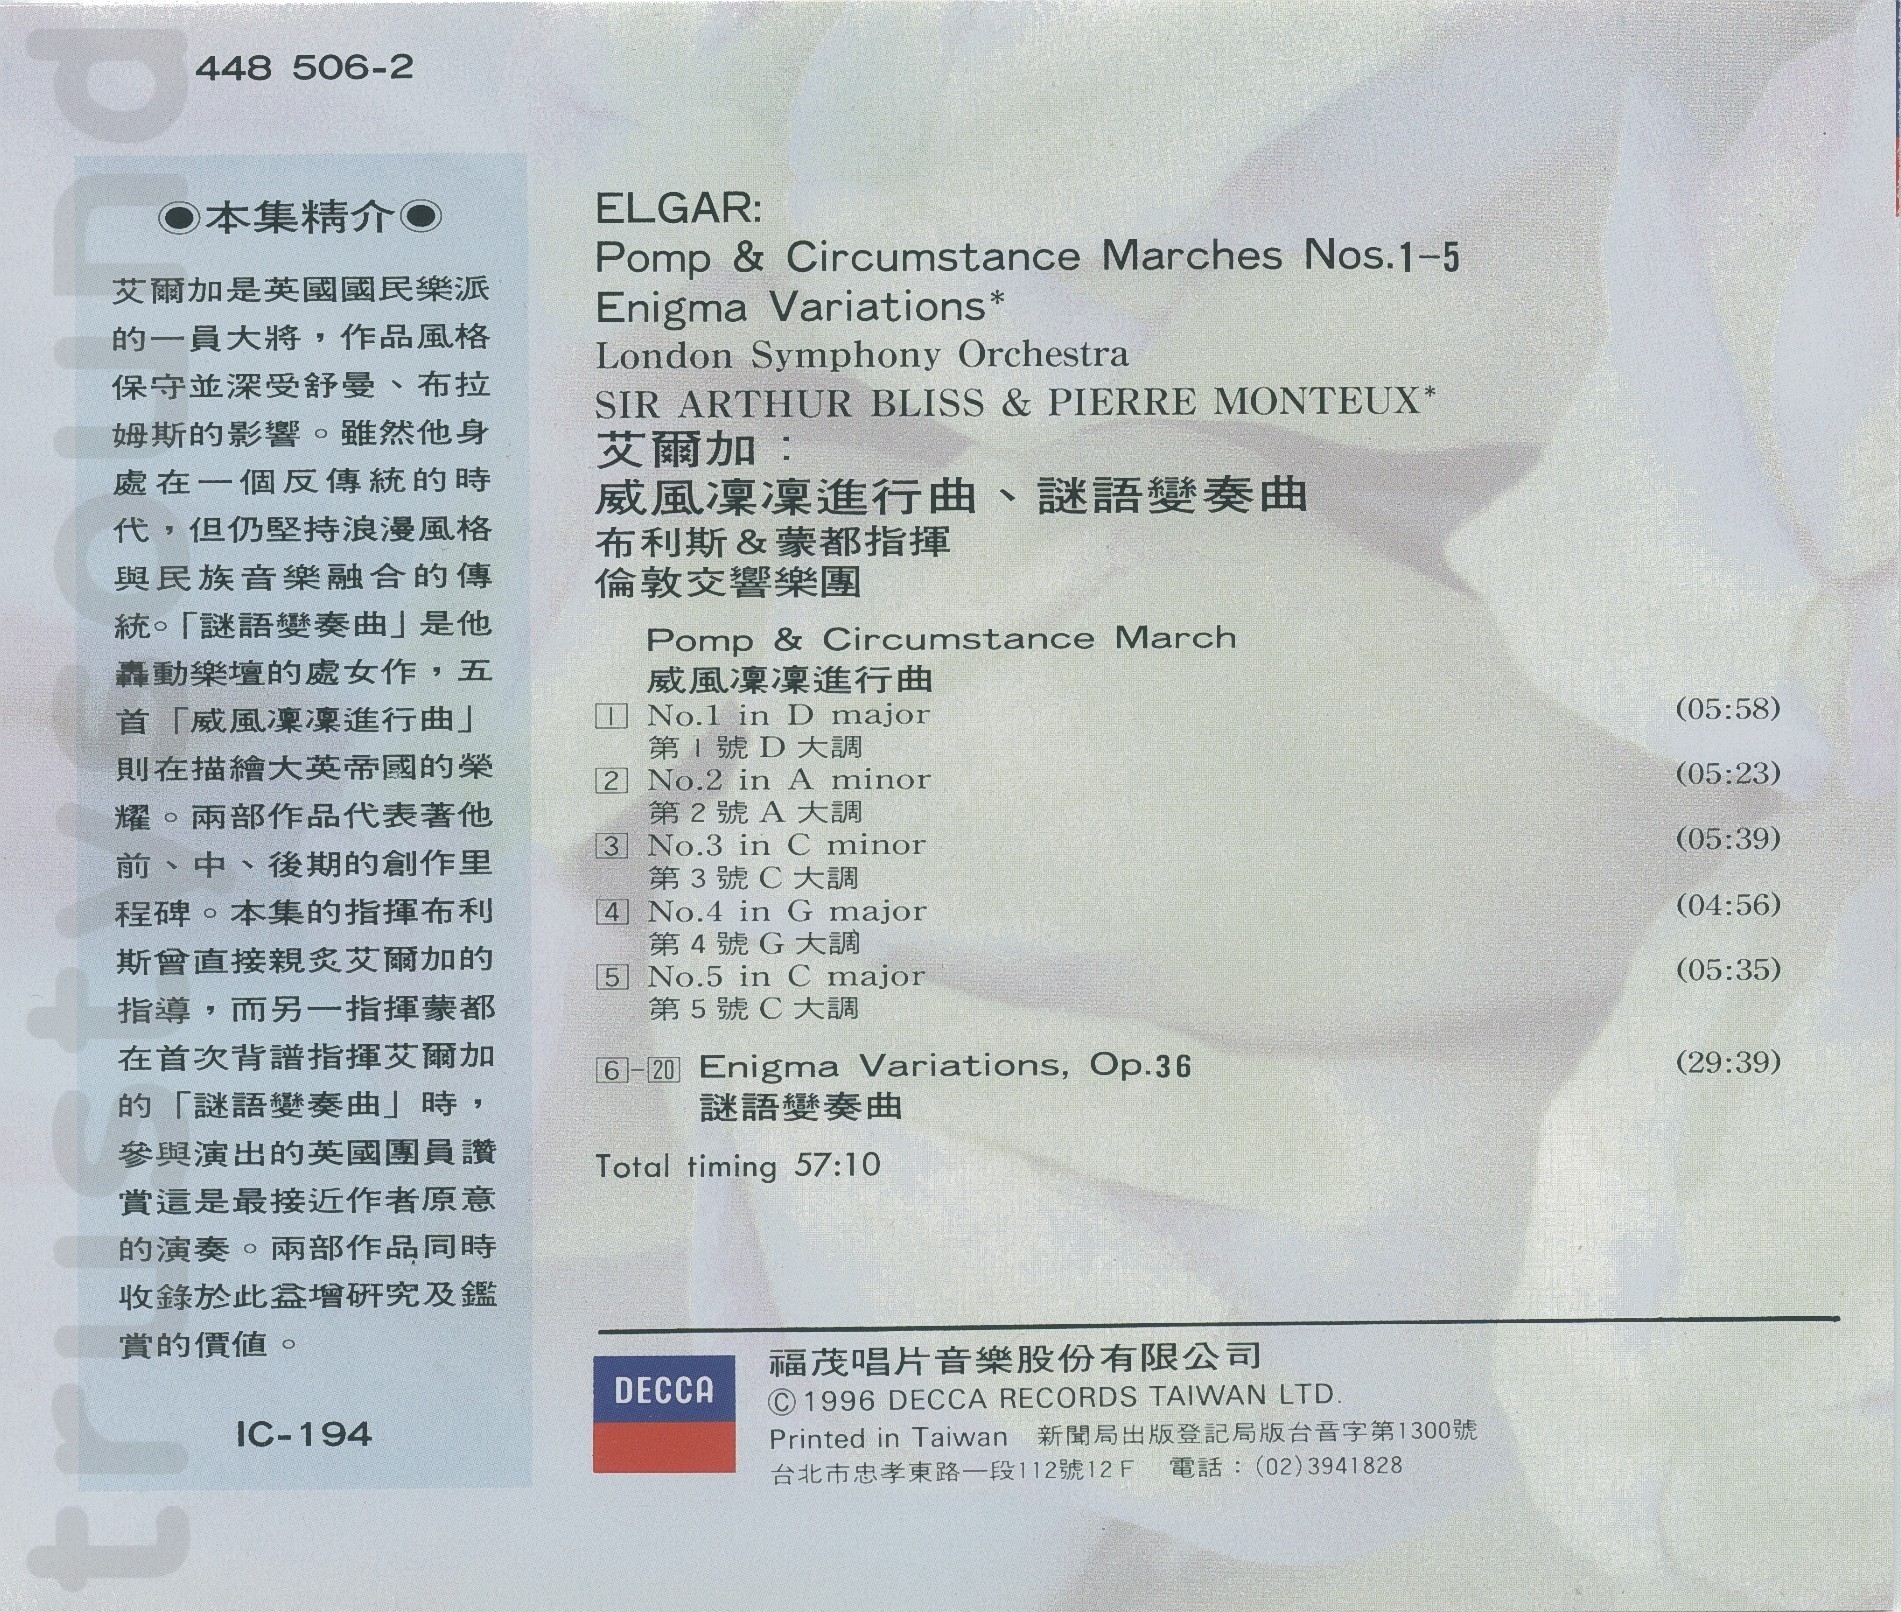 448 506-2
trust your sound
◉本集精介◉
艾爾加是英國國民樂派
的一員大將，作品風格
保守並深受舒曼、布拉
姆斯的影響。雖然他身
處在一個反傳統的時
代，但仍堅持浪漫風格
與民族音樂融合的傳
統。「謎語變奏曲」是他
轟動樂壇的處女作，五
首「威風凜凜進行曲」
則在描繪大英帝國的榮
耀。兩部作品代表著他
前、中、後期的創作里
程碑。本集的指揮布利
斯曾直接親炙艾爾加的
指導，而另一指揮蒙都
在首次背譜指揮艾爾加
的「謎語變奏曲」時，
參與演出的英國團員讚
賞這是最接近作者原意
的演奏。兩部作品同時
收錄於此益增研究及鑑
賞的價值。
IC-194
ELGAR:
Pomp & Circumstance Marches Nos.1-5
Enigma Variations*
London Symphony Orchestra
SIR ARTHUR BLISS & PIERRE MONTEUX*
艾爾加：
威風凜凜進行曲、謎語變奏曲
布利斯&蒙都指揮
倫敦交響樂團
Pomp & Circumstance March
威風凜凜進行曲
1 No.1 in D major (05:58)
第1號D大調
2 No.2 in A minor (05:23)
第2號A大調
3 No.3 in C minor (05:39)
第3號C大調
4 No.4 in G major (04:56)
第4號G大調
5 No.5 in C major (05:35)
第5號C大調
6-20 Enigma Variations, Op.36 (29:39)
謎語變奏曲
Total timing 57:10
DECCA
福茂唱片音樂股份有限公司
©1996 DECCA RECORDS TAIWAN LTD.
Printed in Taiwan 新聞局出版登記局版台音字第1300號
台北市忠孝東路一段112號12F 電話：(02)3941828